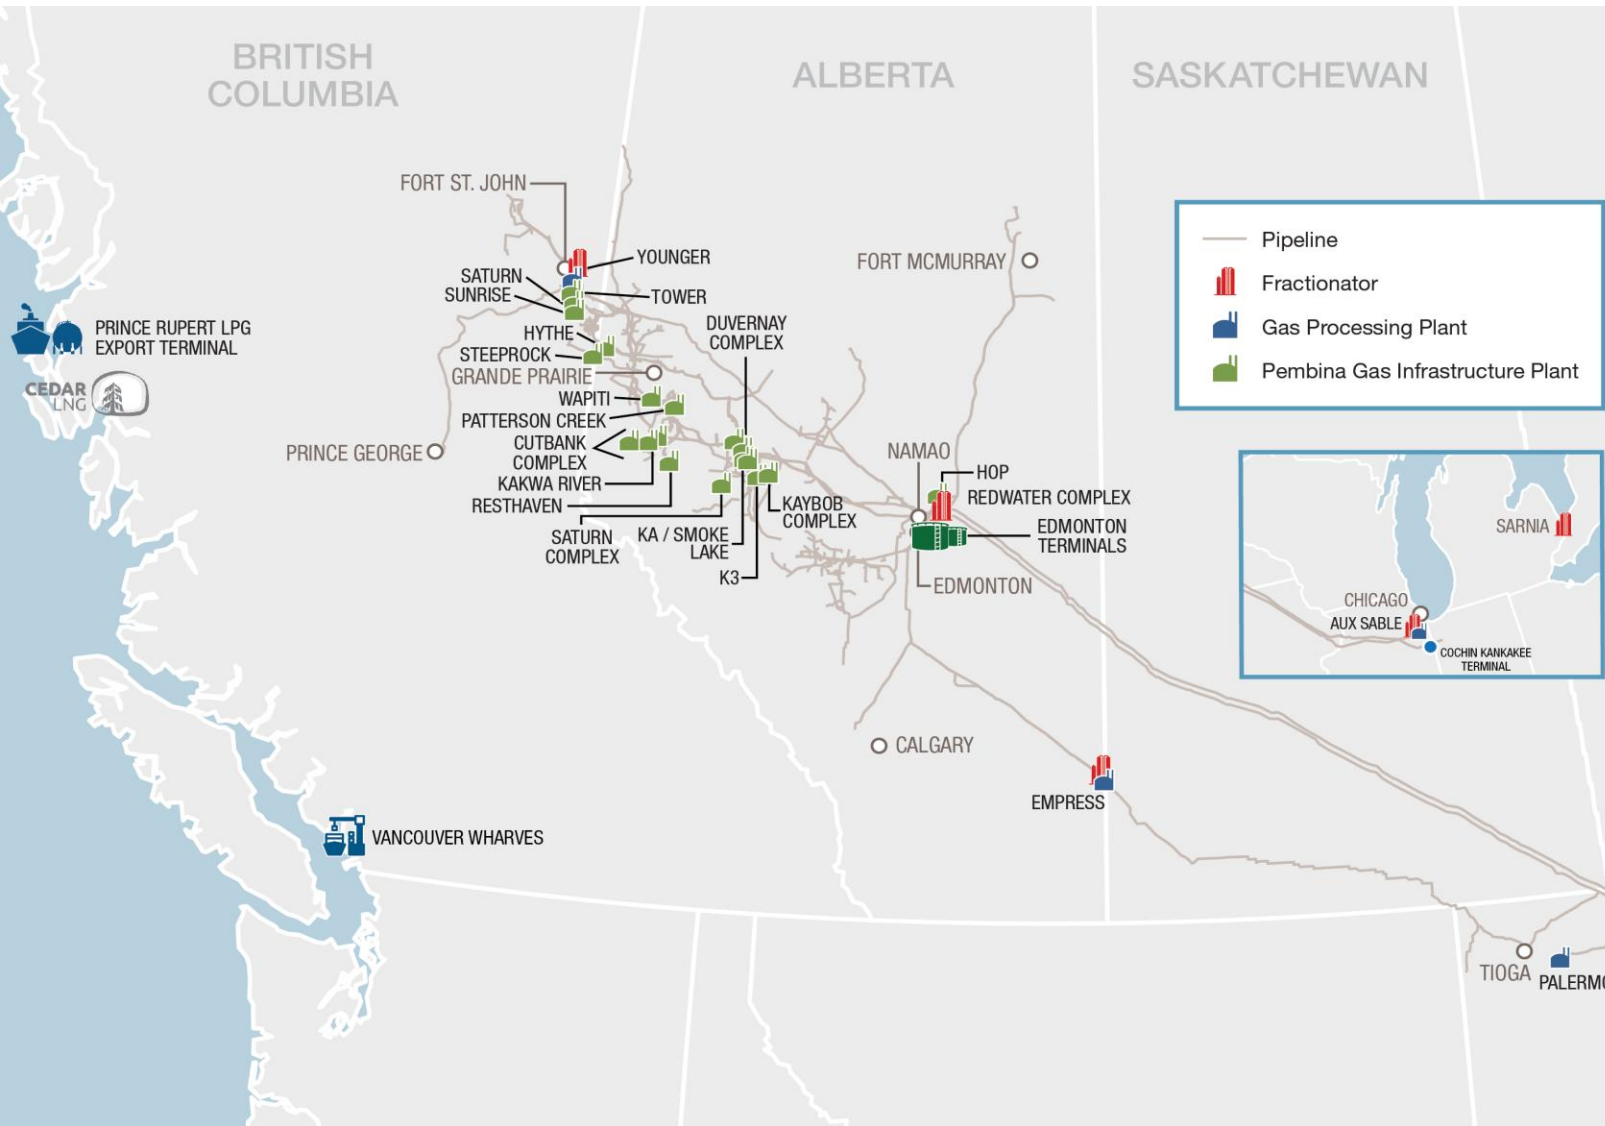 BRITISH
COLUMBIA
ALBERTA
SASKATCHEWAN
FORT ST. JOHN
YOUNGER
SATURN
SUNRISE
TOWER
HYTHE
STEEPROCK
GRANDE PRAIRIE
DUVERNAY
COMPLEX
WAPITI
PATTERSON CREEK
CUTBANK
COMPLEX
KAKWA RIVER
RESTHAVEN
SATURN
COMPLEX
KA / SMOKE
LAKE
K3
KAYBOB
COMPLEX
FORT MCMURRAY
NAMAO
HOP
REDWATER COMPLEX
EDMONTON
TERMINALS
EDMONTON
CALGARY
EMPRESS
PRINCE RUPERT LPG
EXPORT TERMINAL
CEDAR
LNG
PRINCE GEORGE
VANCOUVER WHARVES
Pipeline
Fractionator
Gas Processing Plant
Pembina Gas Infrastructure Plant
SARNIA
CHICAGO
AUX SABLE
COCHIN KANKAKEE
TERMINAL
TIOGA
PALERMO